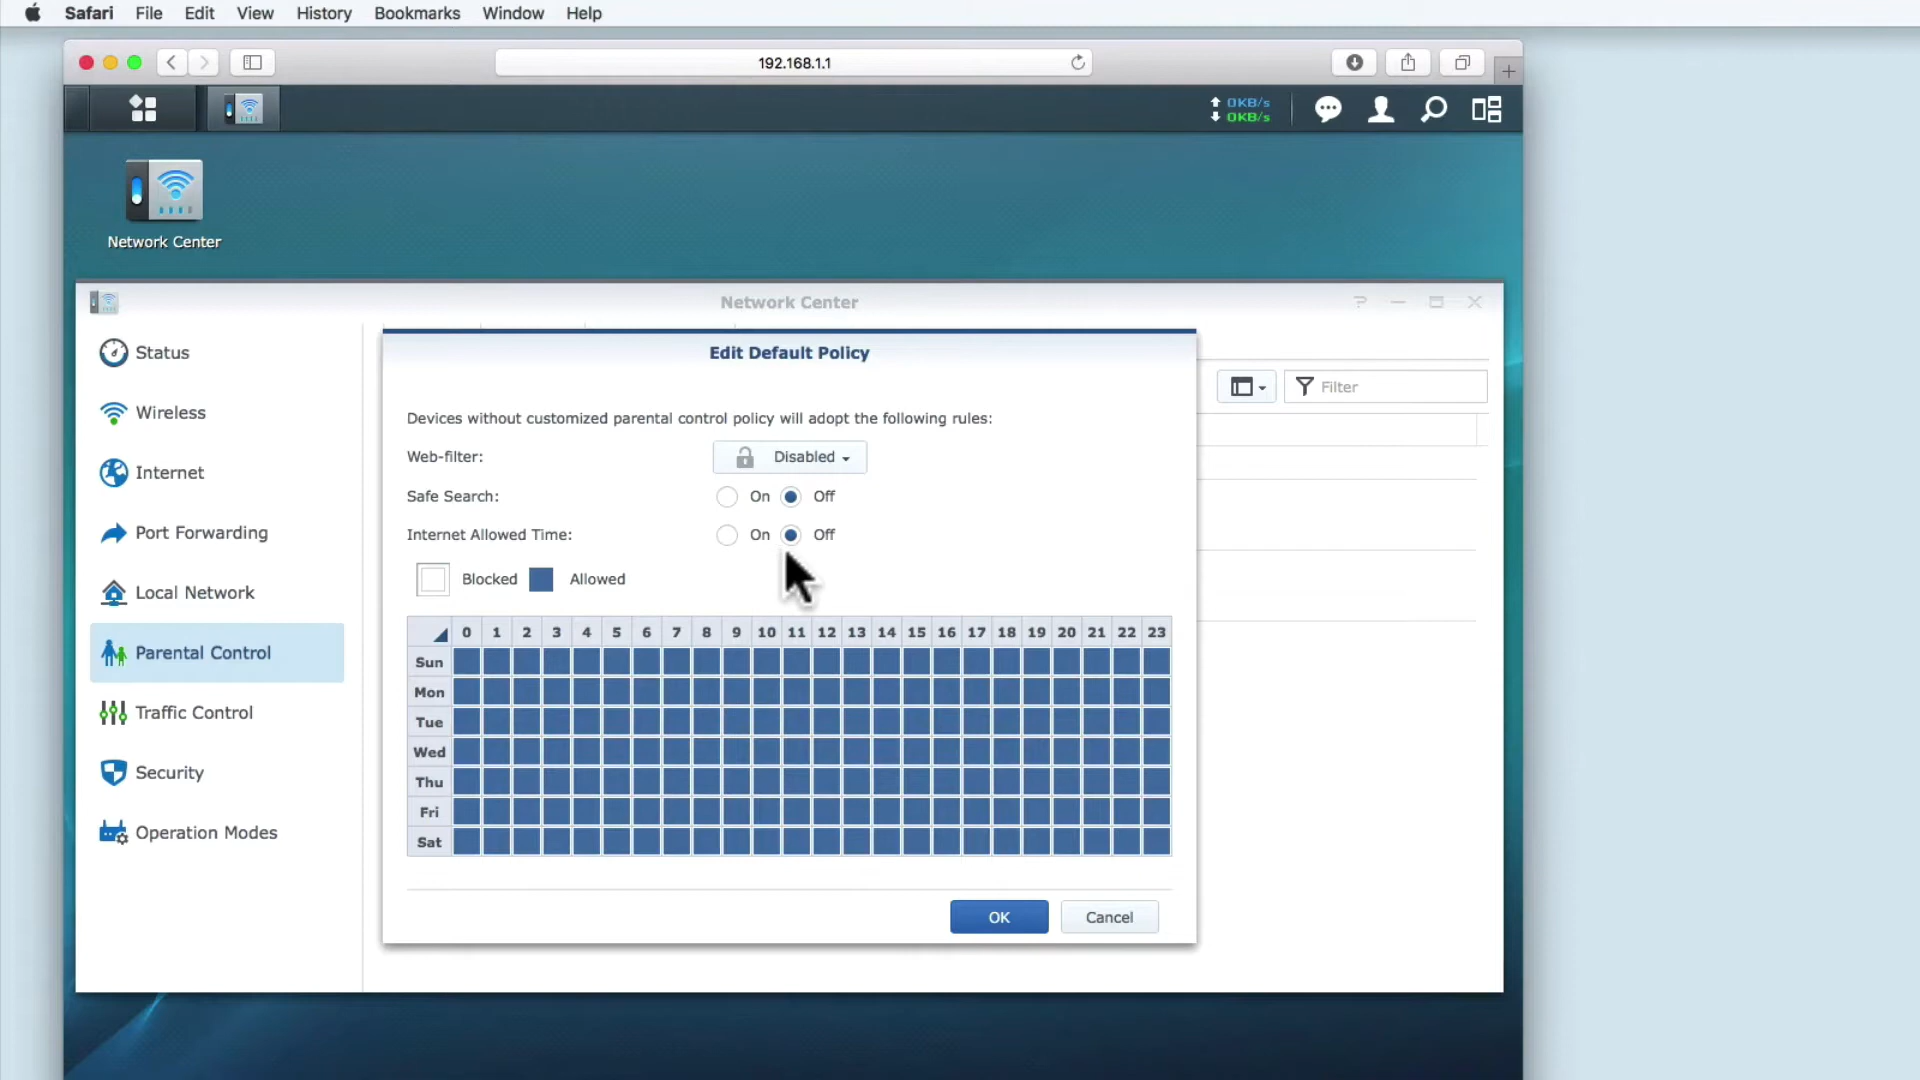 Safari File Edit View History Bookmarks Window Help
192.168.1.1
0KB/s
0KB/s
Network Center
Network Center
Status
Wireless
Internet
Port Forwarding
Local Network
Parental Control
Traffic Control
Security
Operation Modes
Filter
Edit Default Policy
Devices without customized parental control policy will adopt the following rules:
Web-filter: Disabled
Safe Search: On Off
Internet Allowed Time: On Off
Blocked Allowed
0 1 2 3 4 5 6 7 8 9 10 11 12 13 14 15 16 17 18 19 20 21 22 23
Sun
Mon
Tue
Wed
Thu
Fri
Sat
OK Cancel